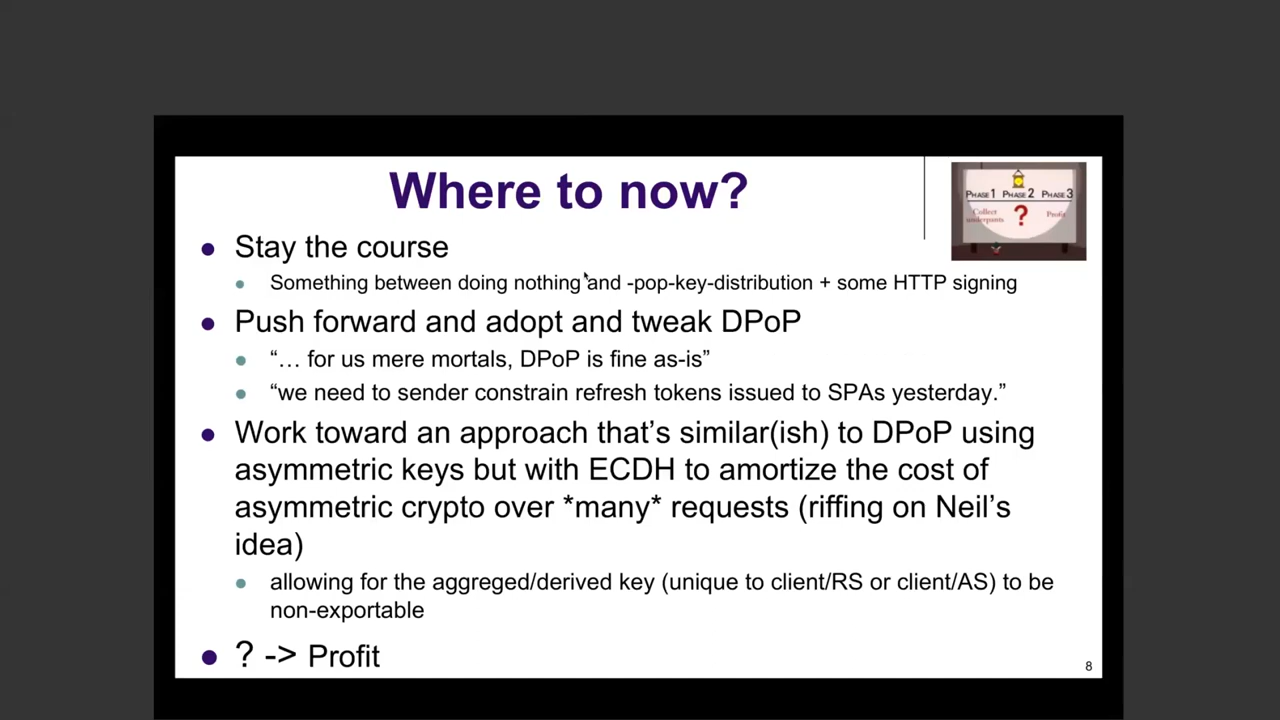 Where to now?
PHASE 1 PHASE 2 PHASE 3
Collect ? Profit
underpants
● Stay the course
● Something between doing nothing and -pop-key-distribution + some HTTP signing
● Push forward and adopt and tweak DPoP
● “… for us mere mortals, DPoP is fine as-is”
● “we need to sender constrain refresh tokens issued to SPAs yesterday.”
● Work toward an approach that’s similar(ish) to DPoP using
asymmetric keys but with ECDH to amortize the cost of
asymmetric crypto over *many* requests (riffing on Neil’s
idea)
● allowing for the aggreged/derived key (unique to client/RS or client/AS) to be
non-exportable
● ? -> Profit
8